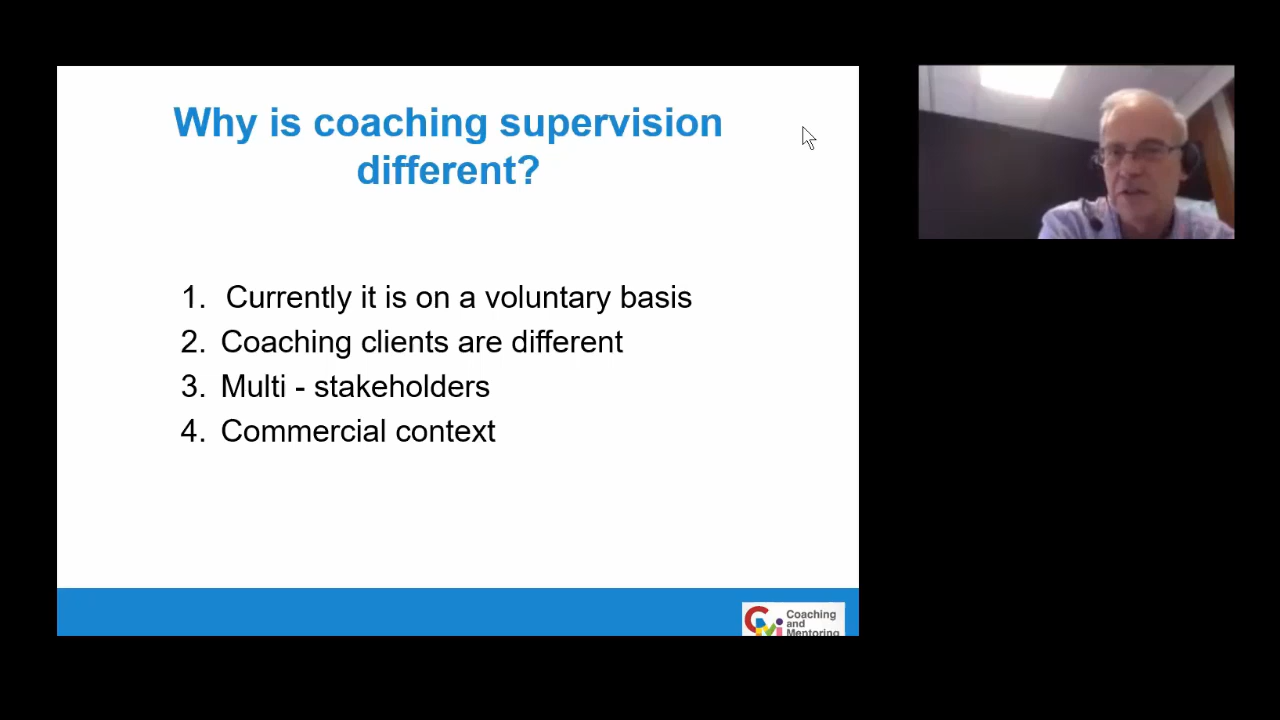 Why is coaching supervision
different?
1. Currently it is on a voluntary basis
2. Coaching clients are different
3. Multi - stakeholders
4. Commercial context
Coaching
and
Mentoring